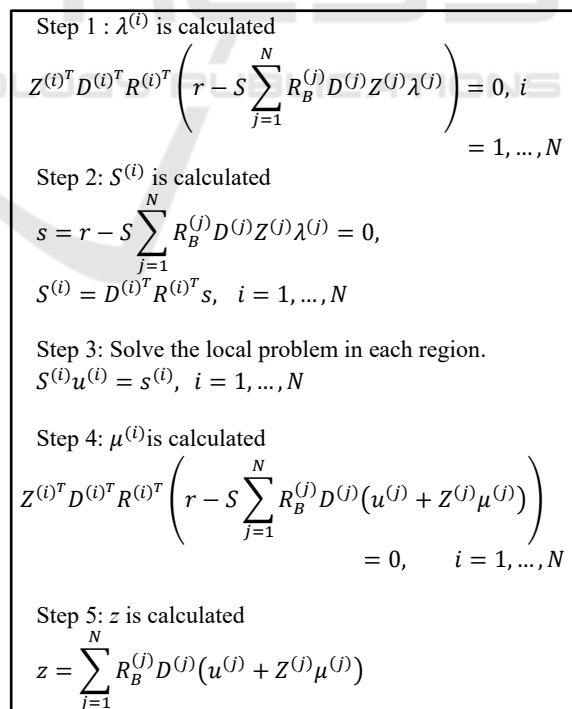 Step 1 : λ^{(i)} is calculated
Z^{(i)^T} D^{(i)^T} R^{(i)^T} ( r − S ∑_{j=1}^{N} R_B^{(j)} D^{(j)} Z^{(j)} λ^{(j)} ) = 0, i
= 1, … , N
Step 2: S^{(i)} is calculated
s = r − S ∑_{j=1}^{N} R_B^{(j)} D^{(j)} Z^{(j)} λ^{(j)} = 0,
S^{(i)} = D^{(i)^T} R^{(i)^T} s, i = 1, … , N
Step 3: Solve the local problem in each region.
S^{(i)} u^{(i)} = s^{(i)}, i = 1, … , N
Step 4: μ^{(i)}is calculated
Z^{(i)^T} D^{(i)^T} R^{(i)^T} ( r − S ∑_{j=1}^{N} R_B^{(j)} D^{(j)} (u^{(j)} + Z^{(j)} μ^{(j)}) )
= 0, i = 1, … , N
Step 5: z is calculated
z = ∑_{j=1}^{N} R_B^{(j)} D^{(j)} (u^{(j)} + Z^{(j)} μ^{(j)})